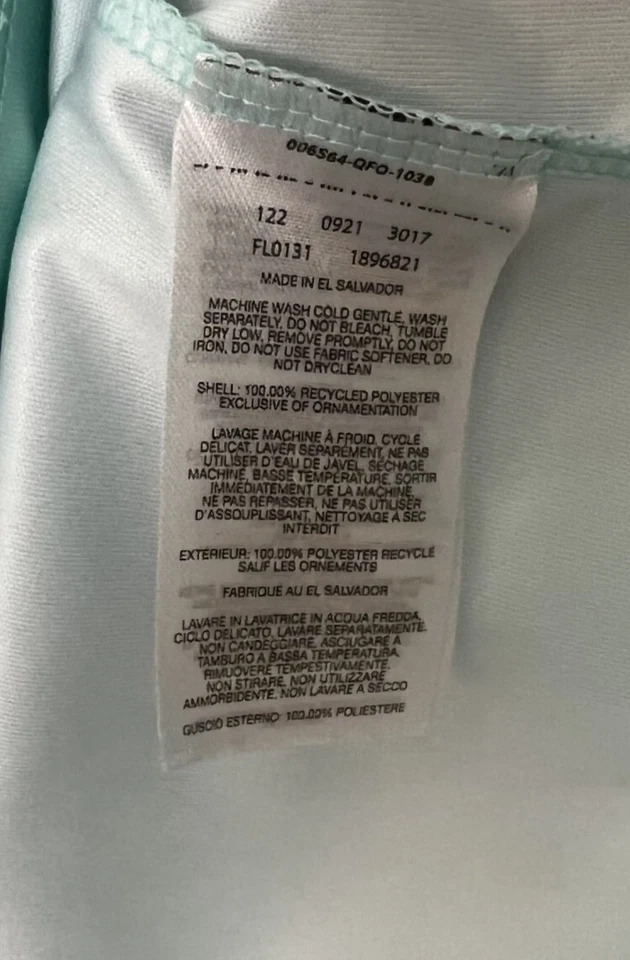 006564-QFO-1038
122 0921 3017
FL0131 1896821
MADE IN EL SALVADOR
MACHINE WASH COLD GENTLE, WASH
SEPARATELY, DO NOT BLEACH, TUMBLE
DRY LOW, REMOVE PROMPTLY, DO NOT
IRON, DO NOT USE FABRIC SOFTENER, DO
NOT DRYCLEAN
SHELL: 100.00% RECYCLED POLYESTER
EXCLUSIVE OF ORNAMENTATION
LAVAGE MACHINE À FROID, CYCLE
DÉLICAT, LAVER SÉPARÉMENT, NE PAS
UTILISER D'EAU DE JAVEL, SÉCHAGE
MACHINE, BASSE TEMPÉRATURE, SORTIR
IMMÉDIATEMENT DE LA MACHINE,
NE PAS REPASSER, NE PAS UTILISER
D'ASSOUPLISSANT, NETTOYAGE À SEC
INTERDIT
EXTÉRIEUR: 100.00% POLYESTER RECYCLÉ
SAUF LES ORNEMENTS
FABRIQUÉ AU EL SALVADOR
LAVARE IN LAVATRICE IN ACQUA FREDDA,
CICLO DELICATO, LAVARE SEPARATAMENTE,
NON CANDEGGIARE, ASCIUGARE A
TAMBURO A BASSA TEMPERATURA,
RIMUOVERE TEMPESTIVAMENTE,
NON STIRARE, NON UTILIZZARE
AMMORBIDENTE, NON LAVARE A SECCO
GUSCIO ESTERNO: 100.00% POLIESTERE